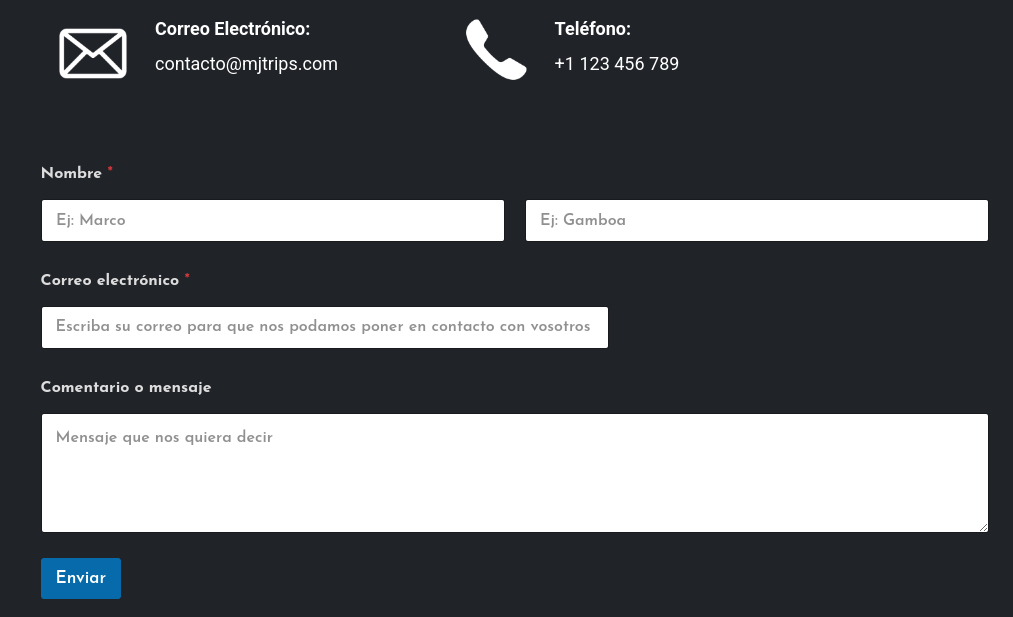 Correo Electrónico:
contacto@mjtrips.com
Teléfono:
+1 123 456 789
Nombre *
Ej: Marco
Ej: Gamboa
Correo electrónico *
Escriba su correo para que nos podamos poner en contacto con vosotros
Comentario o mensaje
Mensaje que nos quiera decir
Enviar